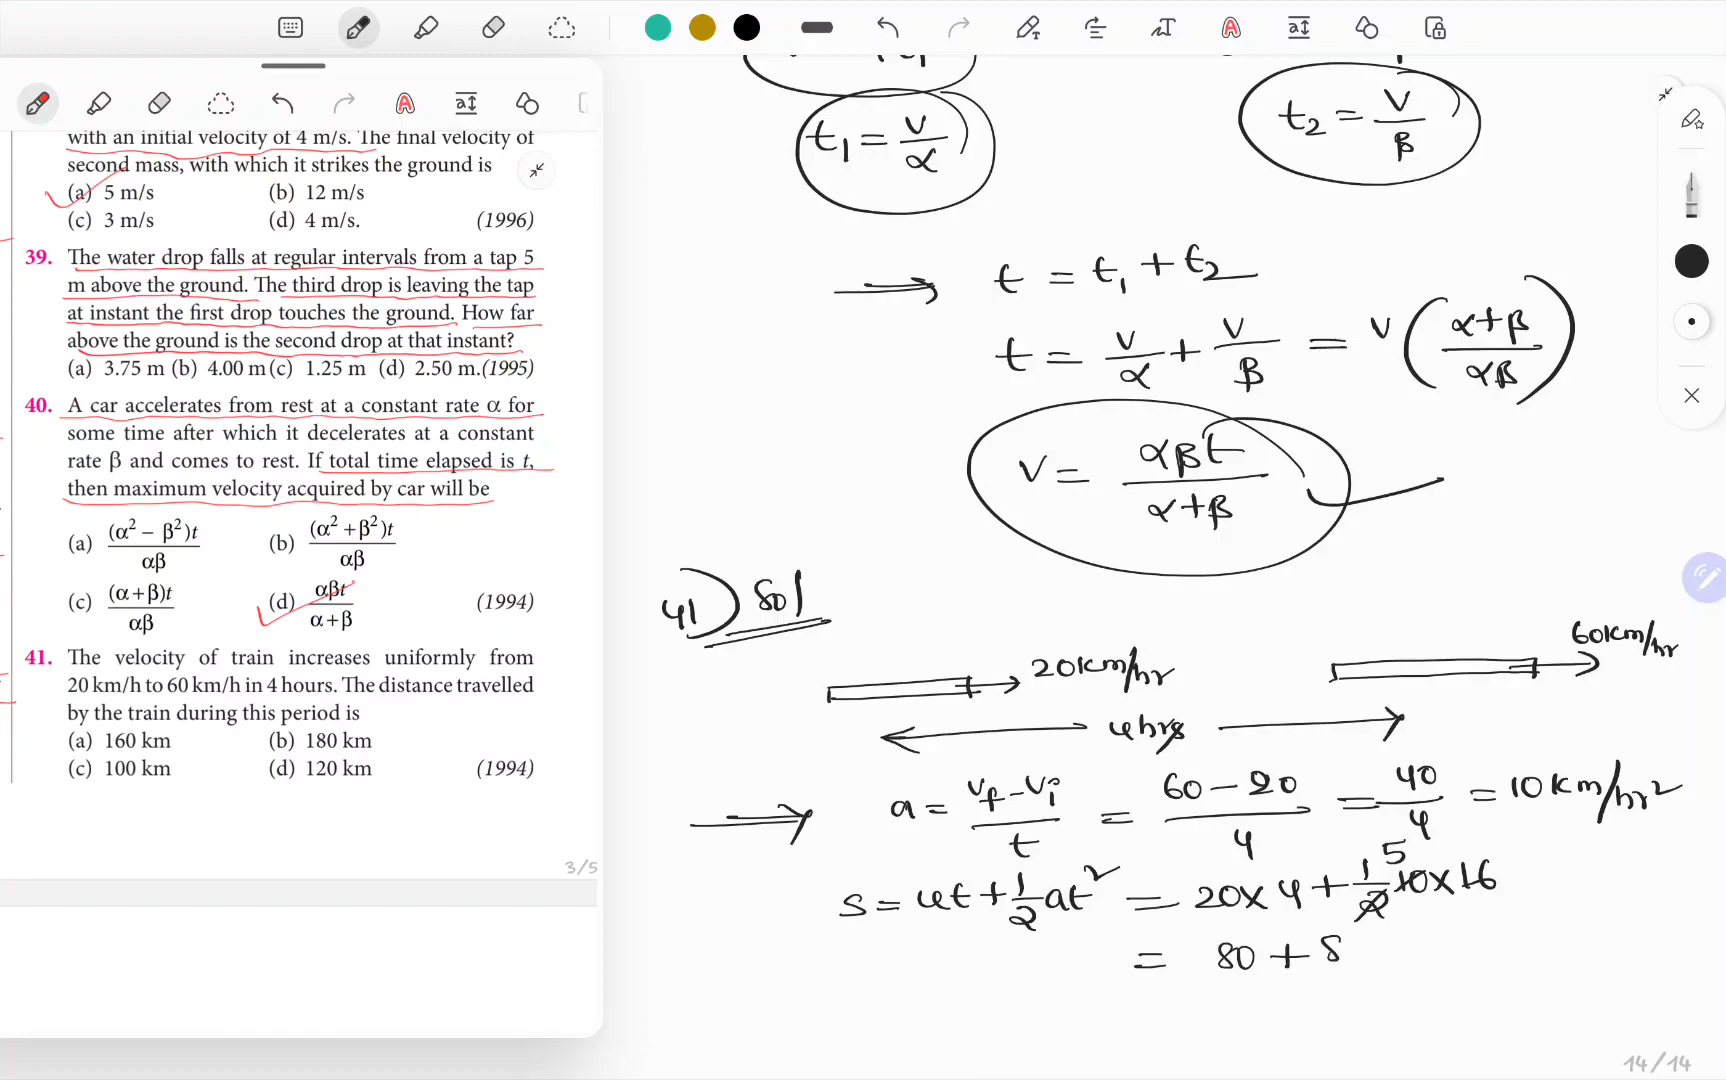 with an initial velocity of 4 m/s. The final velocity of
second mass, with which it strikes the ground is
(a) 5 m/s (b) 12 m/s
(c) 3 m/s (d) 4 m/s. (1996)
39. The water drop falls at regular intervals from a tap 5
m above the ground. The third drop is leaving the tap
at instant the first drop touches the ground. How far
above the ground is the second drop at that instant?
(a) 3.75 m (b) 4.00 m (c) 1.25 m (d) 2.50 m. (1995)
40. A car accelerates from rest at a constant rate α for
some time after which it decelerates at a constant
rate β and comes to rest. If total time elapsed is t,
then maximum velocity acquired by car will be
(a) (α² − β²)t / αβ (b) (α² + β²)t / αβ
(c) (α + β)t / αβ (d) αβt / α + β (1994)
41. The velocity of train increases uniformly from
20 km/h to 60 km/h in 4 hours. The distance travelled
by the train during this period is
(a) 160 km (b) 180 km
(c) 100 km (d) 120 km (1994)
3/5
t₁ = v/α t₂ = v/β
t = t₁ + t₂
t = v/α + v/β = v (α+β / αβ)
v = αβt / α+β
41) Sol
20km/hr 60km/hr
4hrs
a = vf − vi / t = 60 − 20 / 4 = 40/4 = 10 km/hr²
s = ut + 1/2 at² = 20 × 4 + 1/2 10 × 16
5
= 80 + 8
14/14